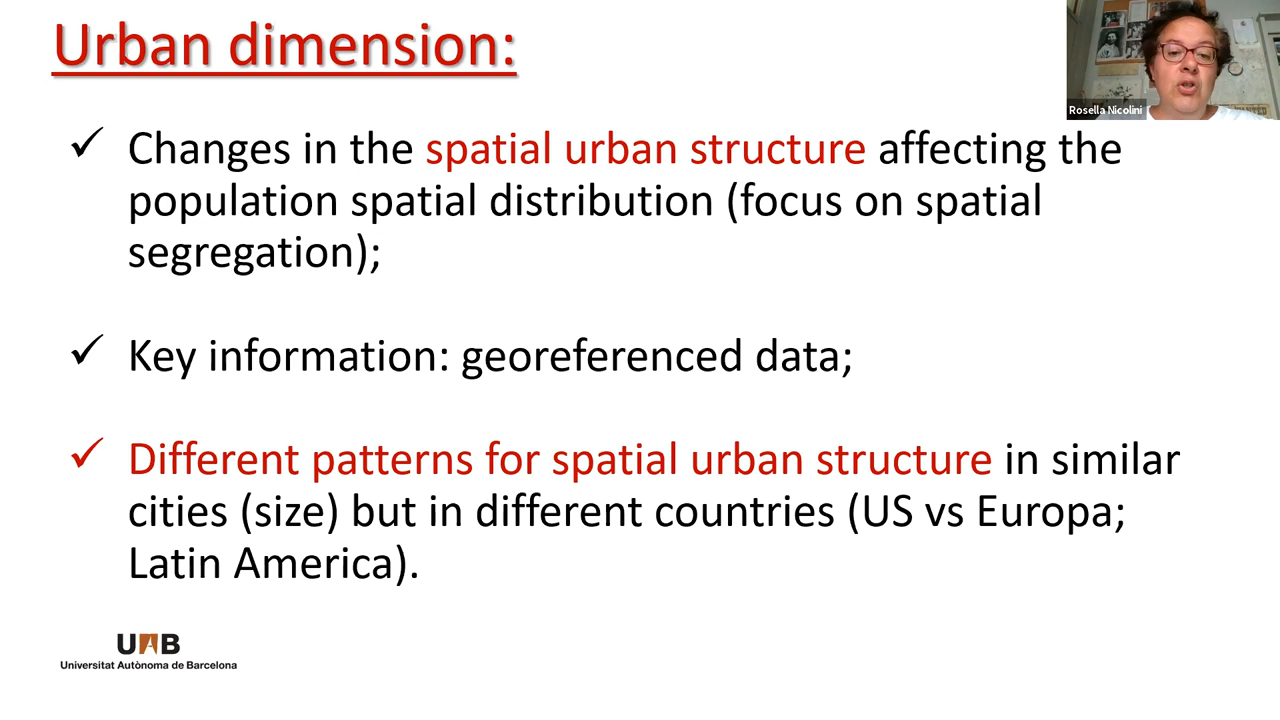 Urban dimension:
Rosella Nicolini
✓ Changes in the spatial urban structure affecting the
population spatial distribution (focus on spatial
segregation);
✓ Key information: georeferenced data;
✓ Different patterns for spatial urban structure in similar
cities (size) but in different countries (US vs Europa;
Latin America).
UAB
Universitat Autònoma de Barcelona